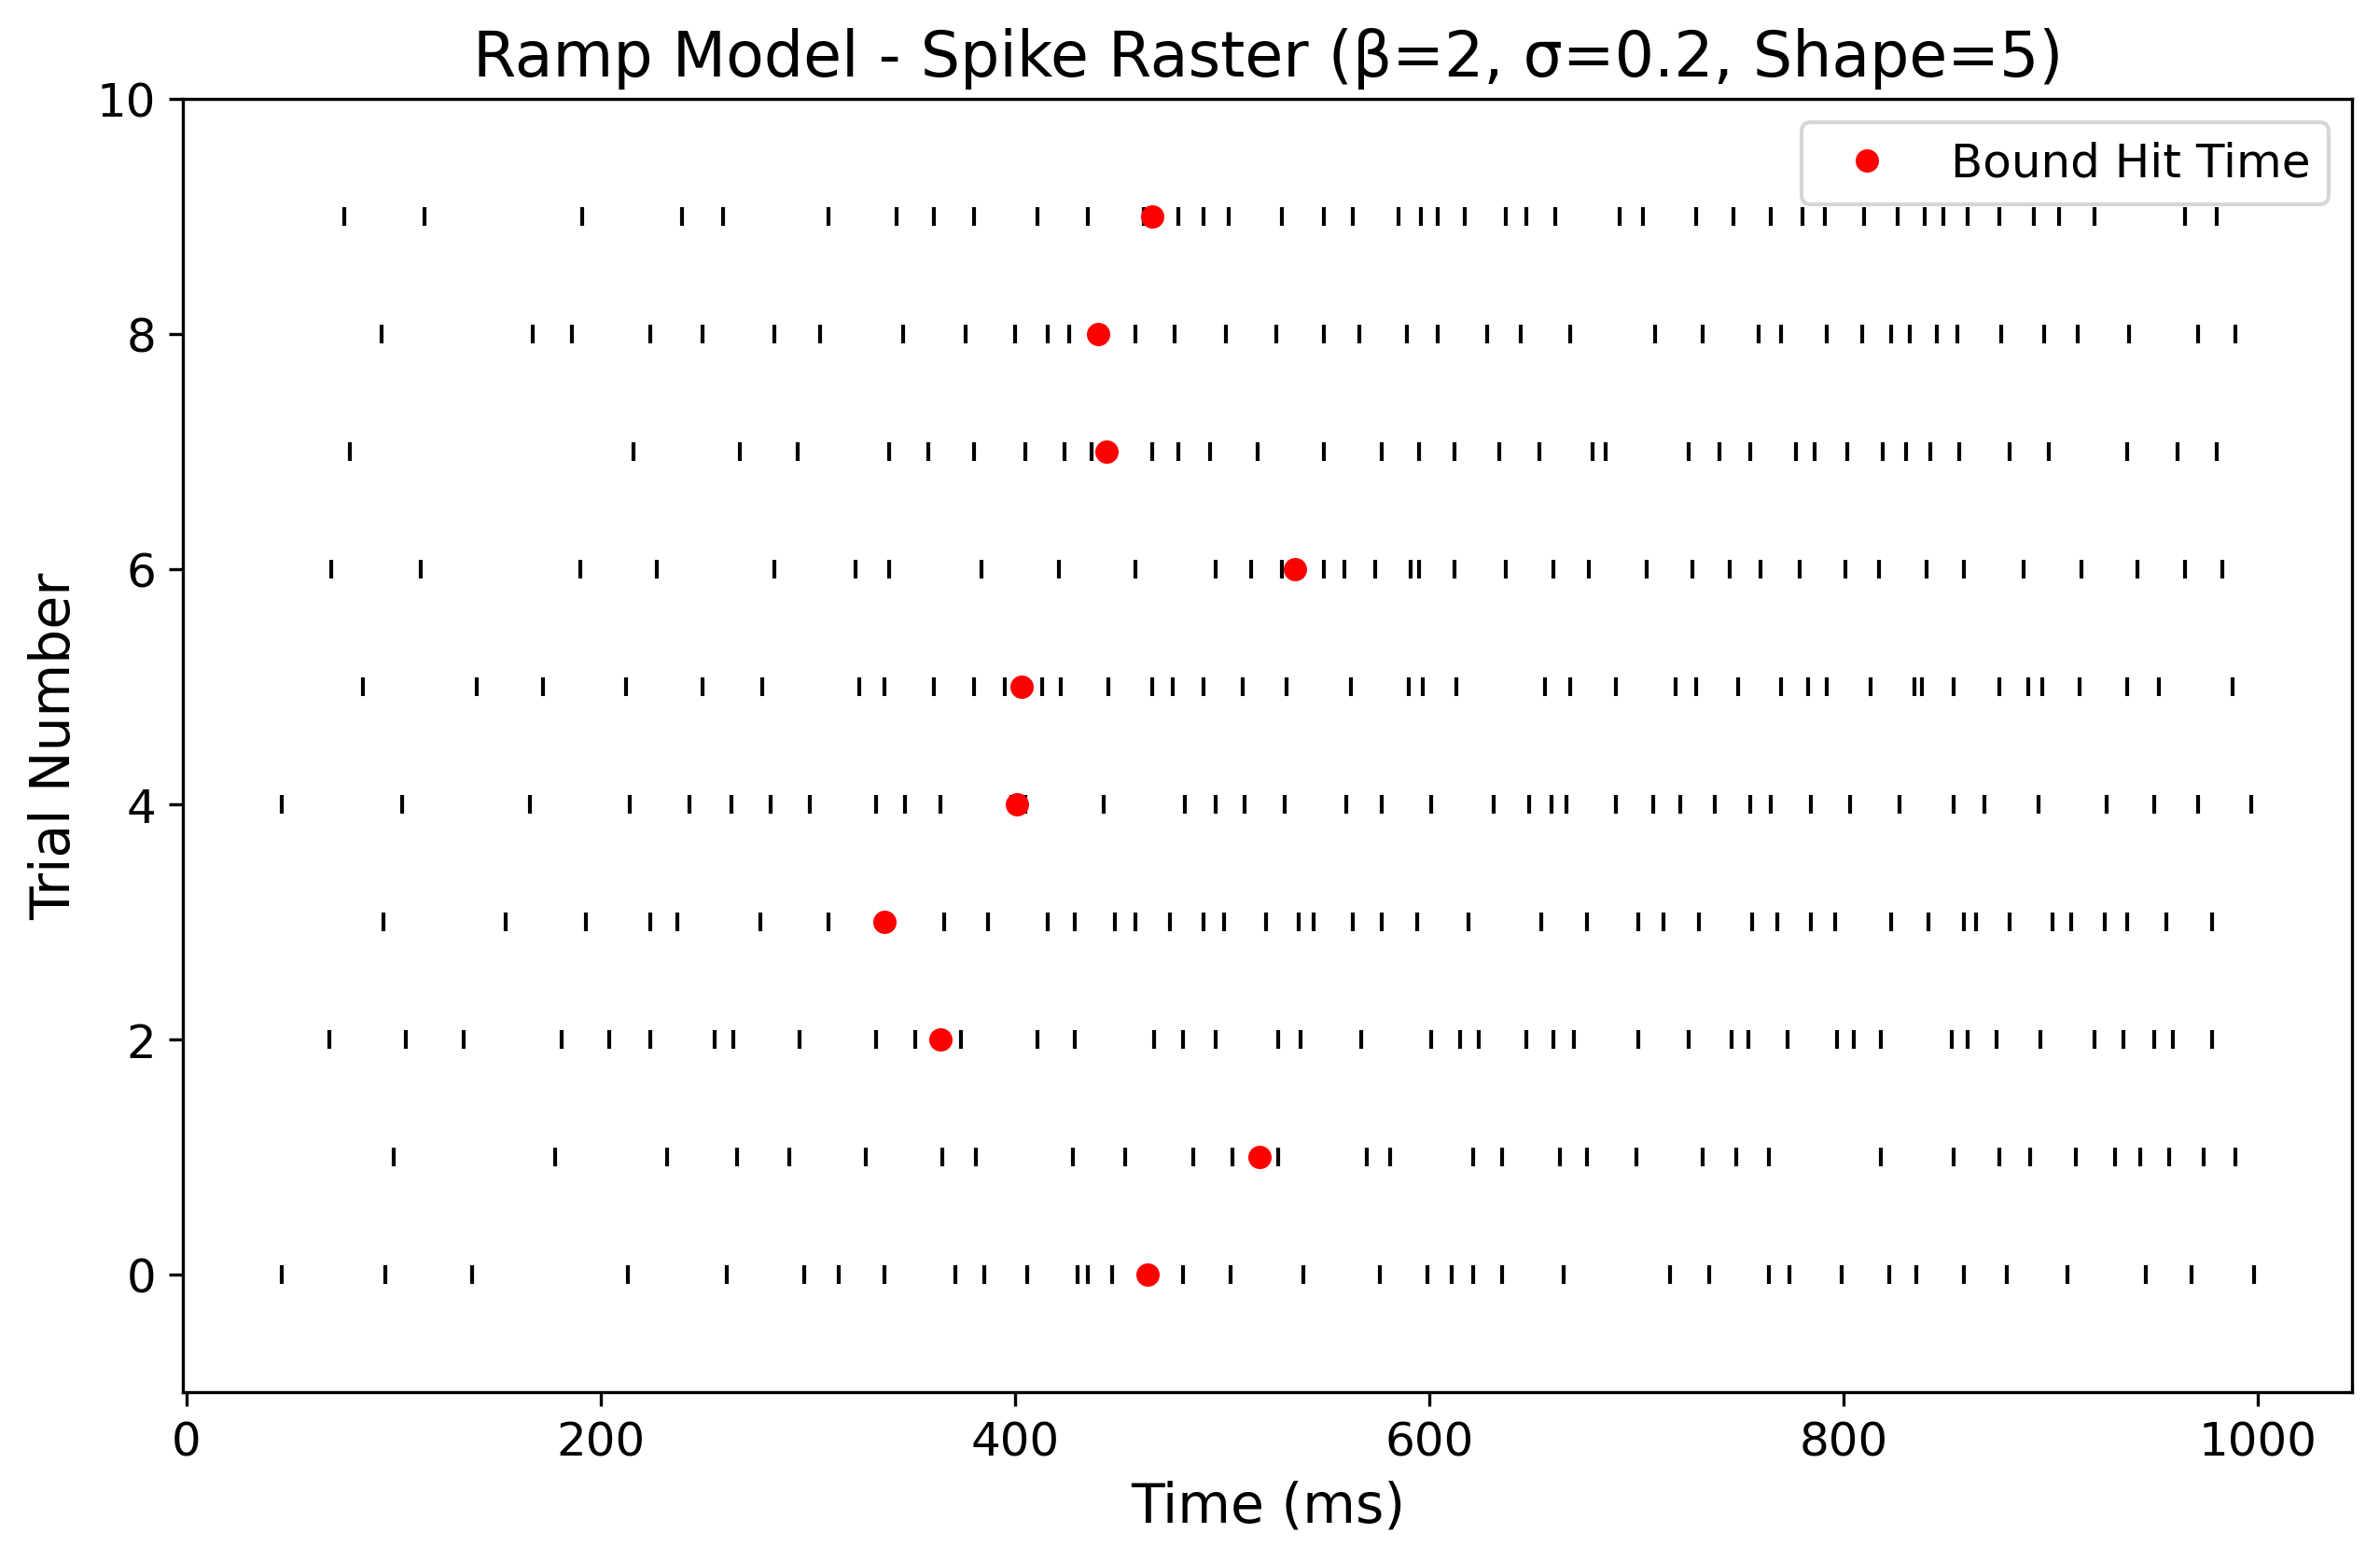 Ramp Model - Spike Raster (β=2, σ=0.2, Shape=5)
Bound Hit Time
Trial Number
10
8
6
4
2
0
0 200 400 600 800 1000
Time (ms)